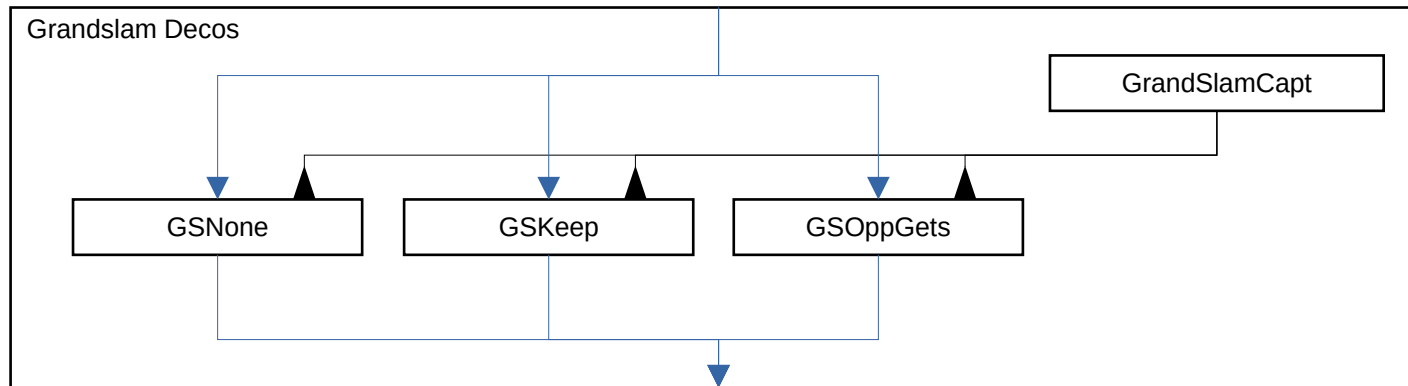 Grandslam Decos
GrandSlamCapt
GSNone
GSKeep
GSOppGets